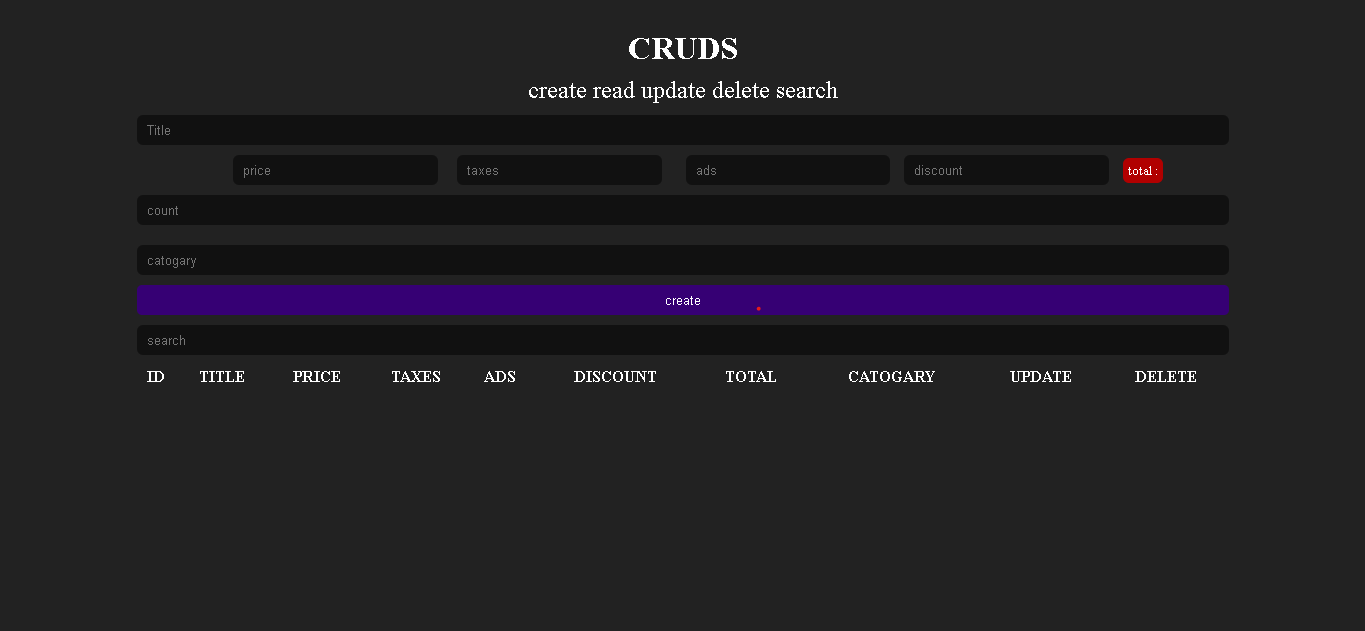 CRUDS
create read update delete search
Title
price taxes ads discount total :
count
catogary
create
search
ID TITLE PRICE TAXES ADS DISCOUNT TOTAL CATOGARY UPDATE DELETE